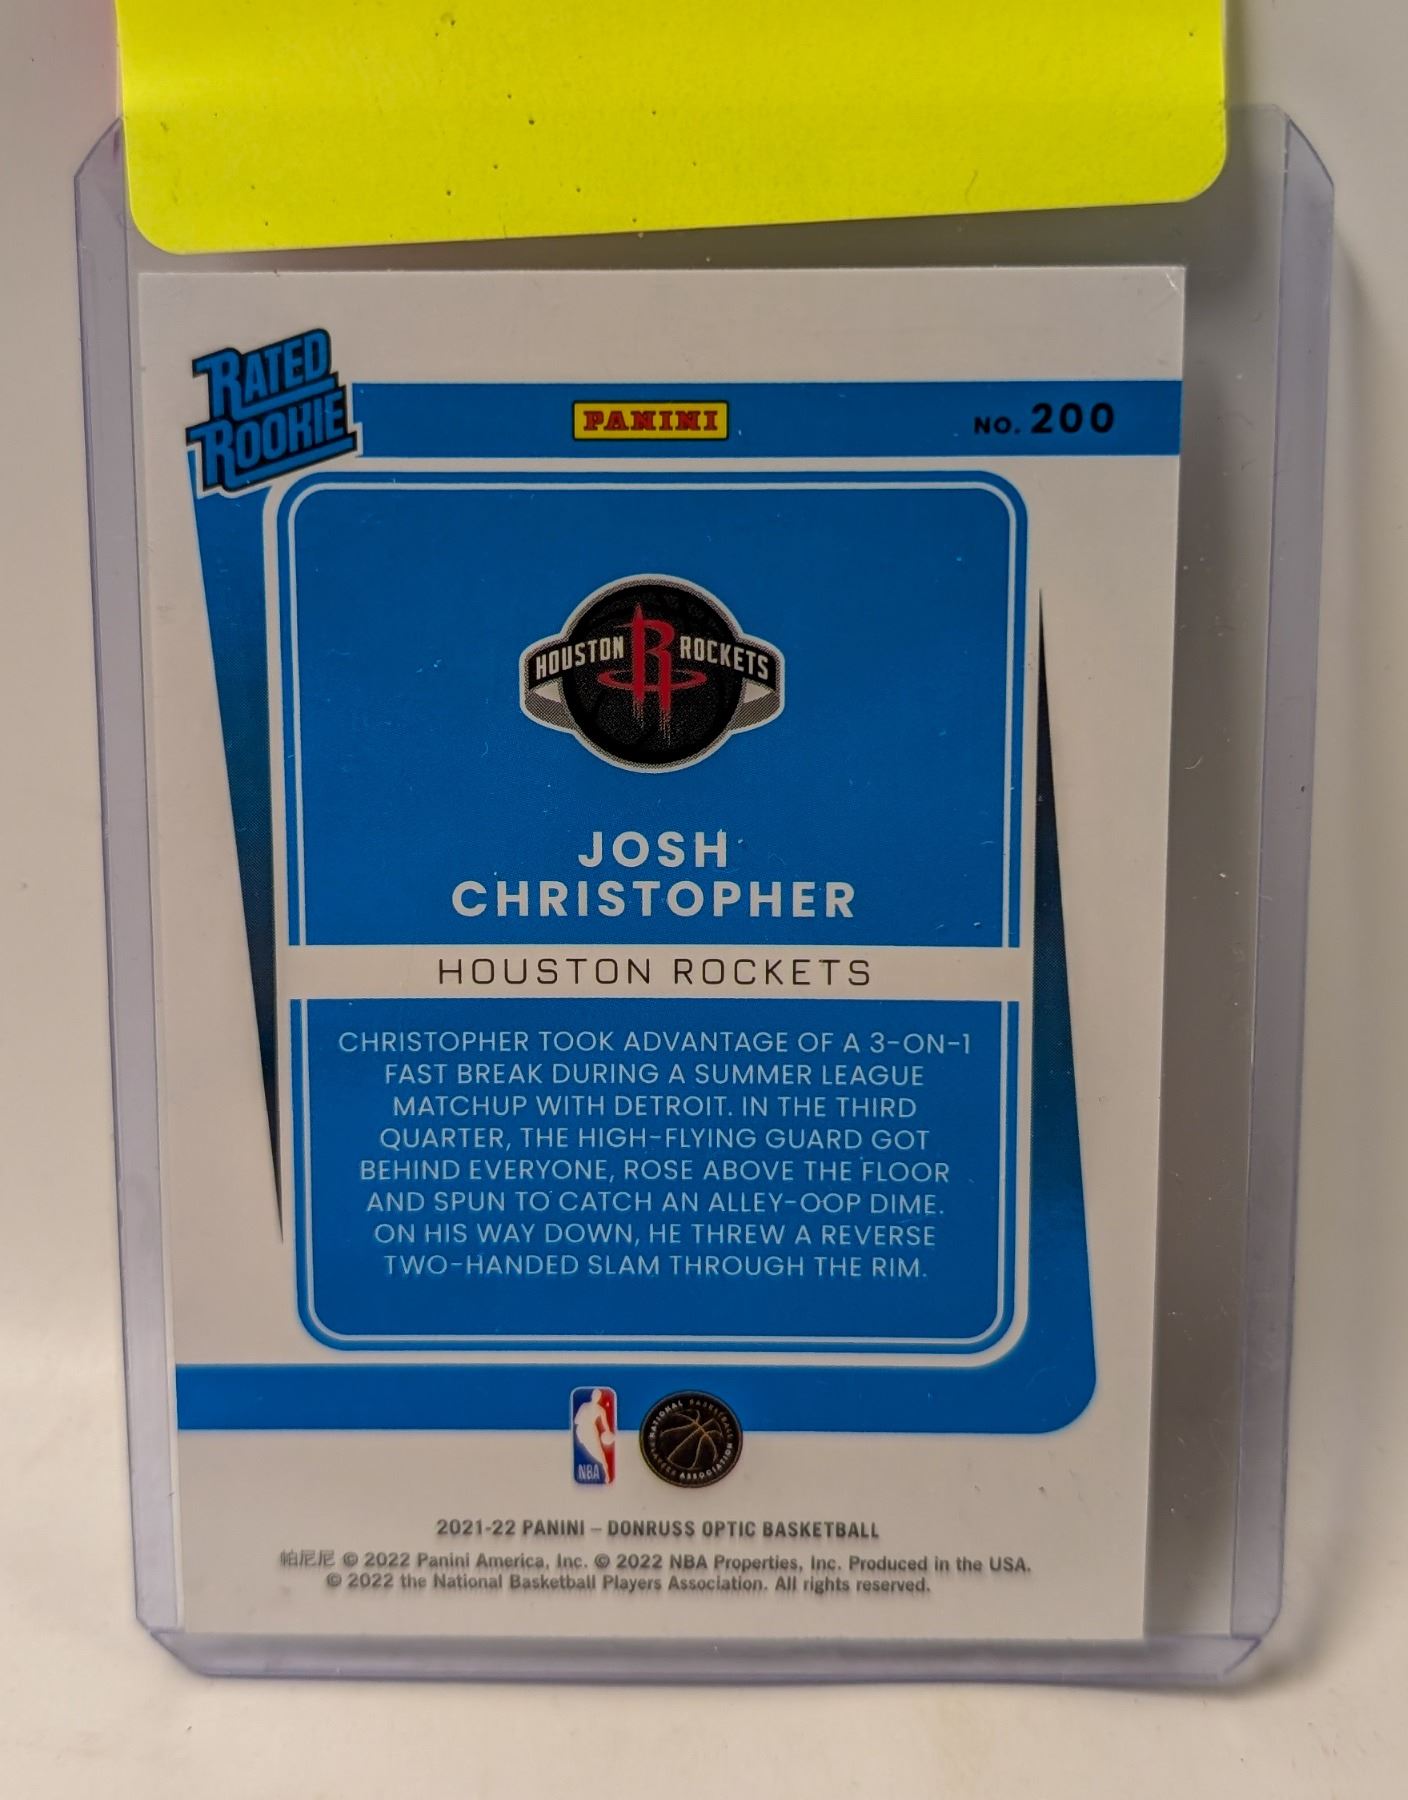 RATED
ROOKIE
PANINI
NO. 200
HOUSTON R ROCKETS
JOSH
CHRISTOPHER
HOUSTON ROCKETS
CHRISTOPHER TOOK ADVANTAGE OF A 3-ON-1
FAST BREAK DURING A SUMMER LEAGUE
MATCHUP WITH DETROIT. IN THE THIRD
QUARTER, THE HIGH-FLYING GUARD GOT
BEHIND EVERYONE, ROSE ABOVE THE FLOOR
AND SPUN TO CATCH AN ALLEY-OOP DIME.
ON HIS WAY DOWN, HE THREW A REVERSE
TWO-HANDED SLAM THROUGH THE RIM.
NBA
NATIONAL BASKETBALL PLAYERS ASSOCIATION
2021-22 PANINI – DONRUSS OPTIC BASKETBALL
帕尼尼 © 2022 Panini America, Inc. © 2022 NBA Properties, Inc. Produced in the USA.
© 2022 the National Basketball Players Association. All rights reserved.